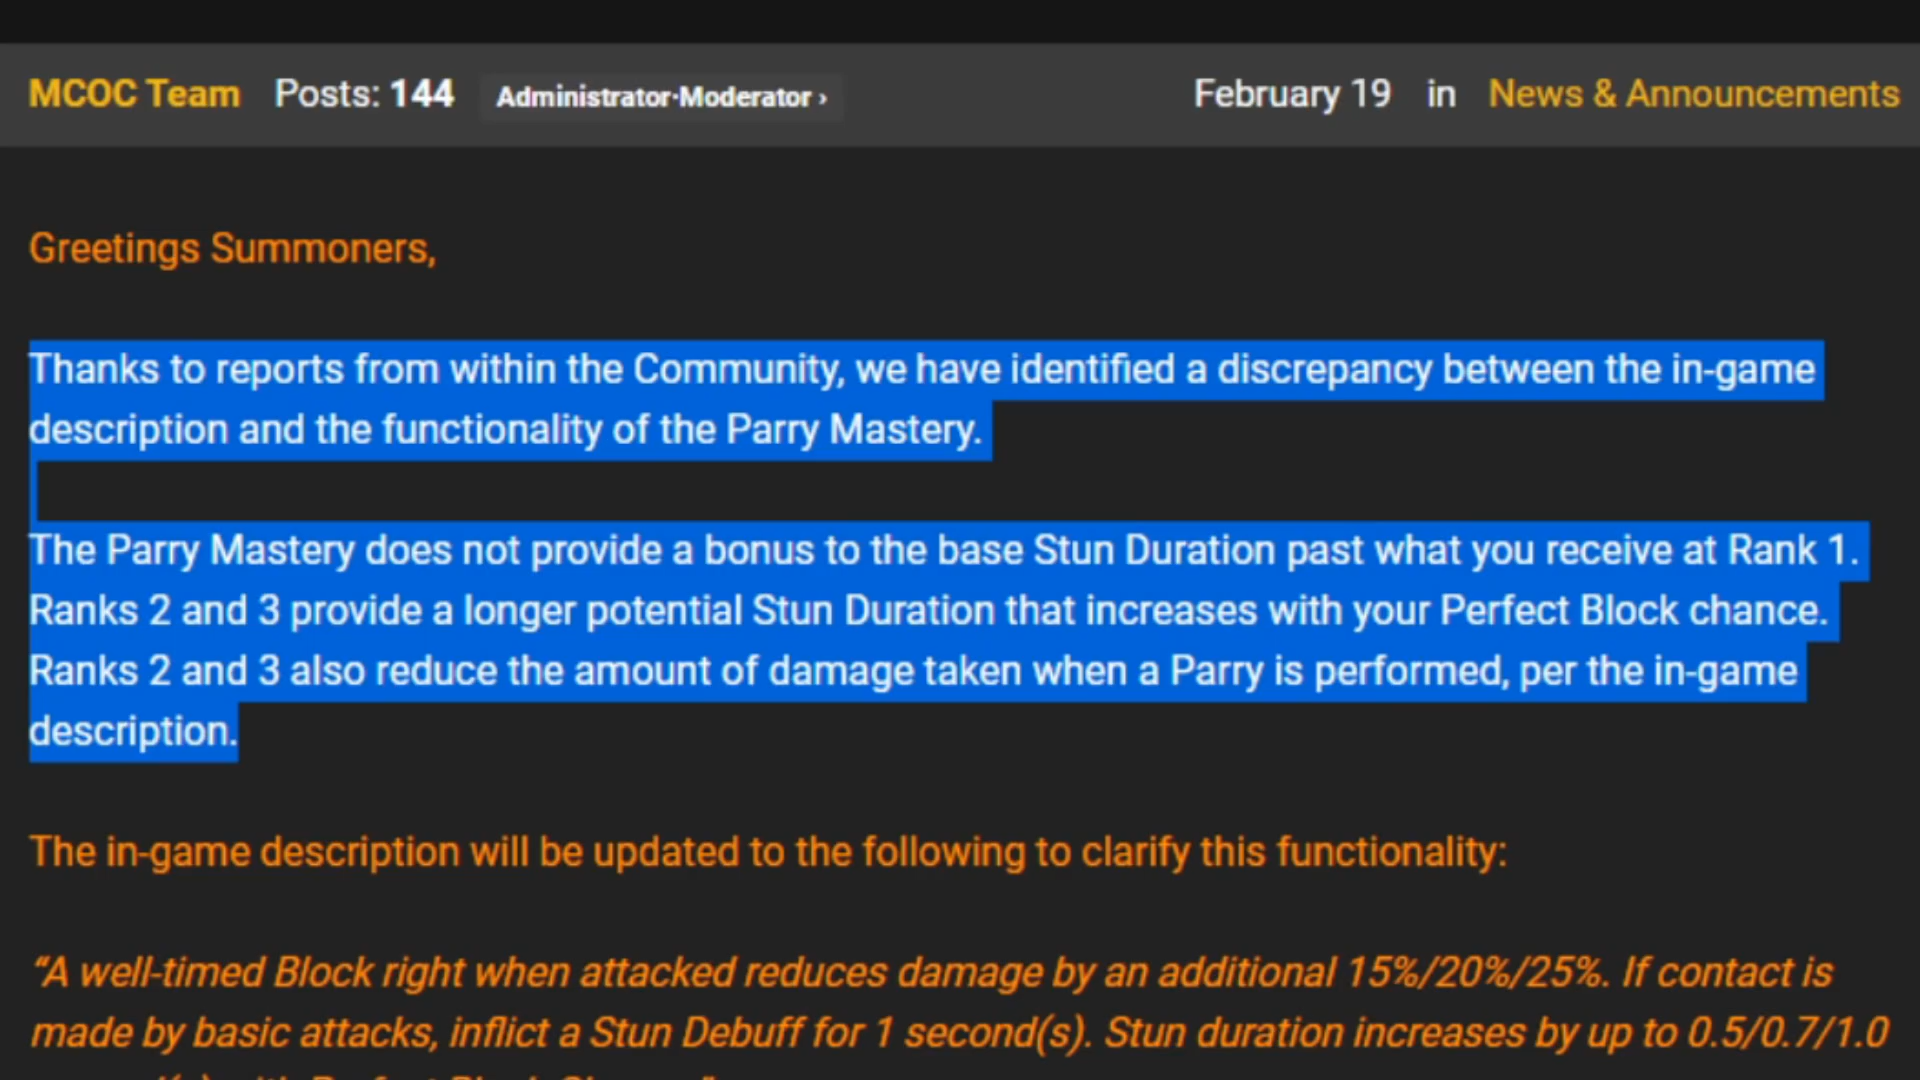 MCOC Team Posts: 144 Administrator·Moderator › February 19 in News & Announcements
Greetings Summoners,
Thanks to reports from within the Community, we have identified a discrepancy between the in-game
description and the functionality of the Parry Mastery.
The Parry Mastery does not provide a bonus to the base Stun Duration past what you receive at Rank 1.
Ranks 2 and 3 provide a longer potential Stun Duration that increases with your Perfect Block chance.
Ranks 2 and 3 also reduce the amount of damage taken when a Parry is performed, per the in-game
description.
The in-game description will be updated to the following to clarify this functionality:
“A well-timed Block right when attacked reduces damage by an additional 15%/20%/25%. If contact is
made by basic attacks, inflict a Stun Debuff for 1 second(s). Stun duration increases by up to 0.5/0.7/1.0